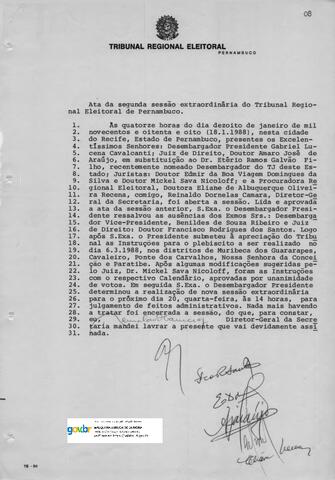 08
TRIBUNAL REGIONAL ELEITORAL
PERNAMBUCO
Ata da segunda sessão extraordinária do Tribunal Regional Eleitoral de Pernambuco.
1. Às quatorze horas do dia dezoito de janeiro de mil
2. novecentos e oitenta e oito (18.1.1988), nesta cidade
3. do Recife, Estado de Pernambuco, presentes os Excelen-
4. tíssimos Senhores: Desembargador Presidente Gabriel Lu-
5. cena Cavalcanti; Juiz de Direito, Doutor Amaro José de
6. Araújo, em substituição ao Dr. Etério Ramos Galvão Fi-
7. lho, recentemente nomeado Desembargador do TJ deste Es-
8. tado; Juristas: Doutor Edmir da Boa Viagem Domingues da
9. Silva e Doutor Mickel Sava Nicoloff; e a Procuradora Re
10. gional Eleitoral, Doutora Eliane de Albuquerque Olivei-
11. ra Recena, comigo, Reinaldo Dornelas Camara, Diretor-Ge
12. ral da Secretaria, foi aberta a sessão. Lida e aprovada
13. a ata da sessão anterior, S.Exa. o Desembargador Presi-
14. dente ressalvou as ausências dos Exmos Srs.: Desembarga
15. dor Vice-Presidente, Benildes de Souza Ribeiro e Juiz
16. de Direito: Doutor Francisco Rodrigues dos Santos. Logo
17. após S.Exa. o Presidente submeteu à apreciação do Tribu
18. nal as Instruções para o plebiscito a ser realizado no
19. dia 6.3.1988, nos distritos de Muribeca dos Guararapes,
20. Cavaleiro, Ponte dos Carvalhos, Nossa Senhora da Concei
21. ção e Paratibe. Após algumas modificações sugeridas pe-
22. lo Juiz, Dr. Mickel Sava Nicoloff, foram as Instruções
23. com o respectivo Calendário, aprovadas por unanimidade
24. de votos. Em seguida S.Exa. o Desembargador Presidente
25. determinou a realização de nova sessão extraordinária
26. para o próximo dia 20, quarta-feira, às 14 horas, para
27. julgamento de feitos administrativos. Nada mais havendo
28. a tratar foi encerrada a sessão, do que, para constar,
29. eu, Diretor-Geral da Secre
30. taria mandei lavrar a presente que vai devidamente assi
31. nada.
gov.br